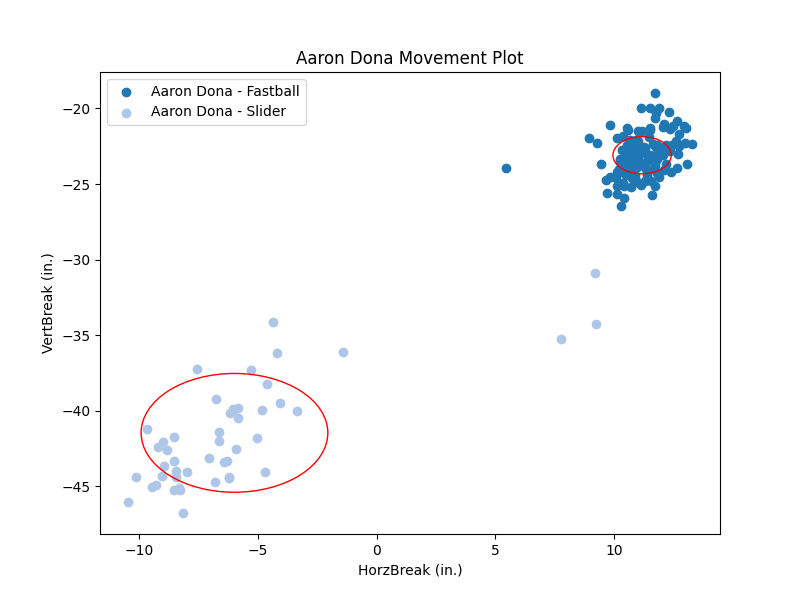 Aaron Dona Movement Plot
Aaron Dona - Fastball
Aaron Dona - Slider
−20
−25
−30
−35
−40
−45
VertBreak (in.)
−10
−5
0
5
10
HorzBreak (in.)